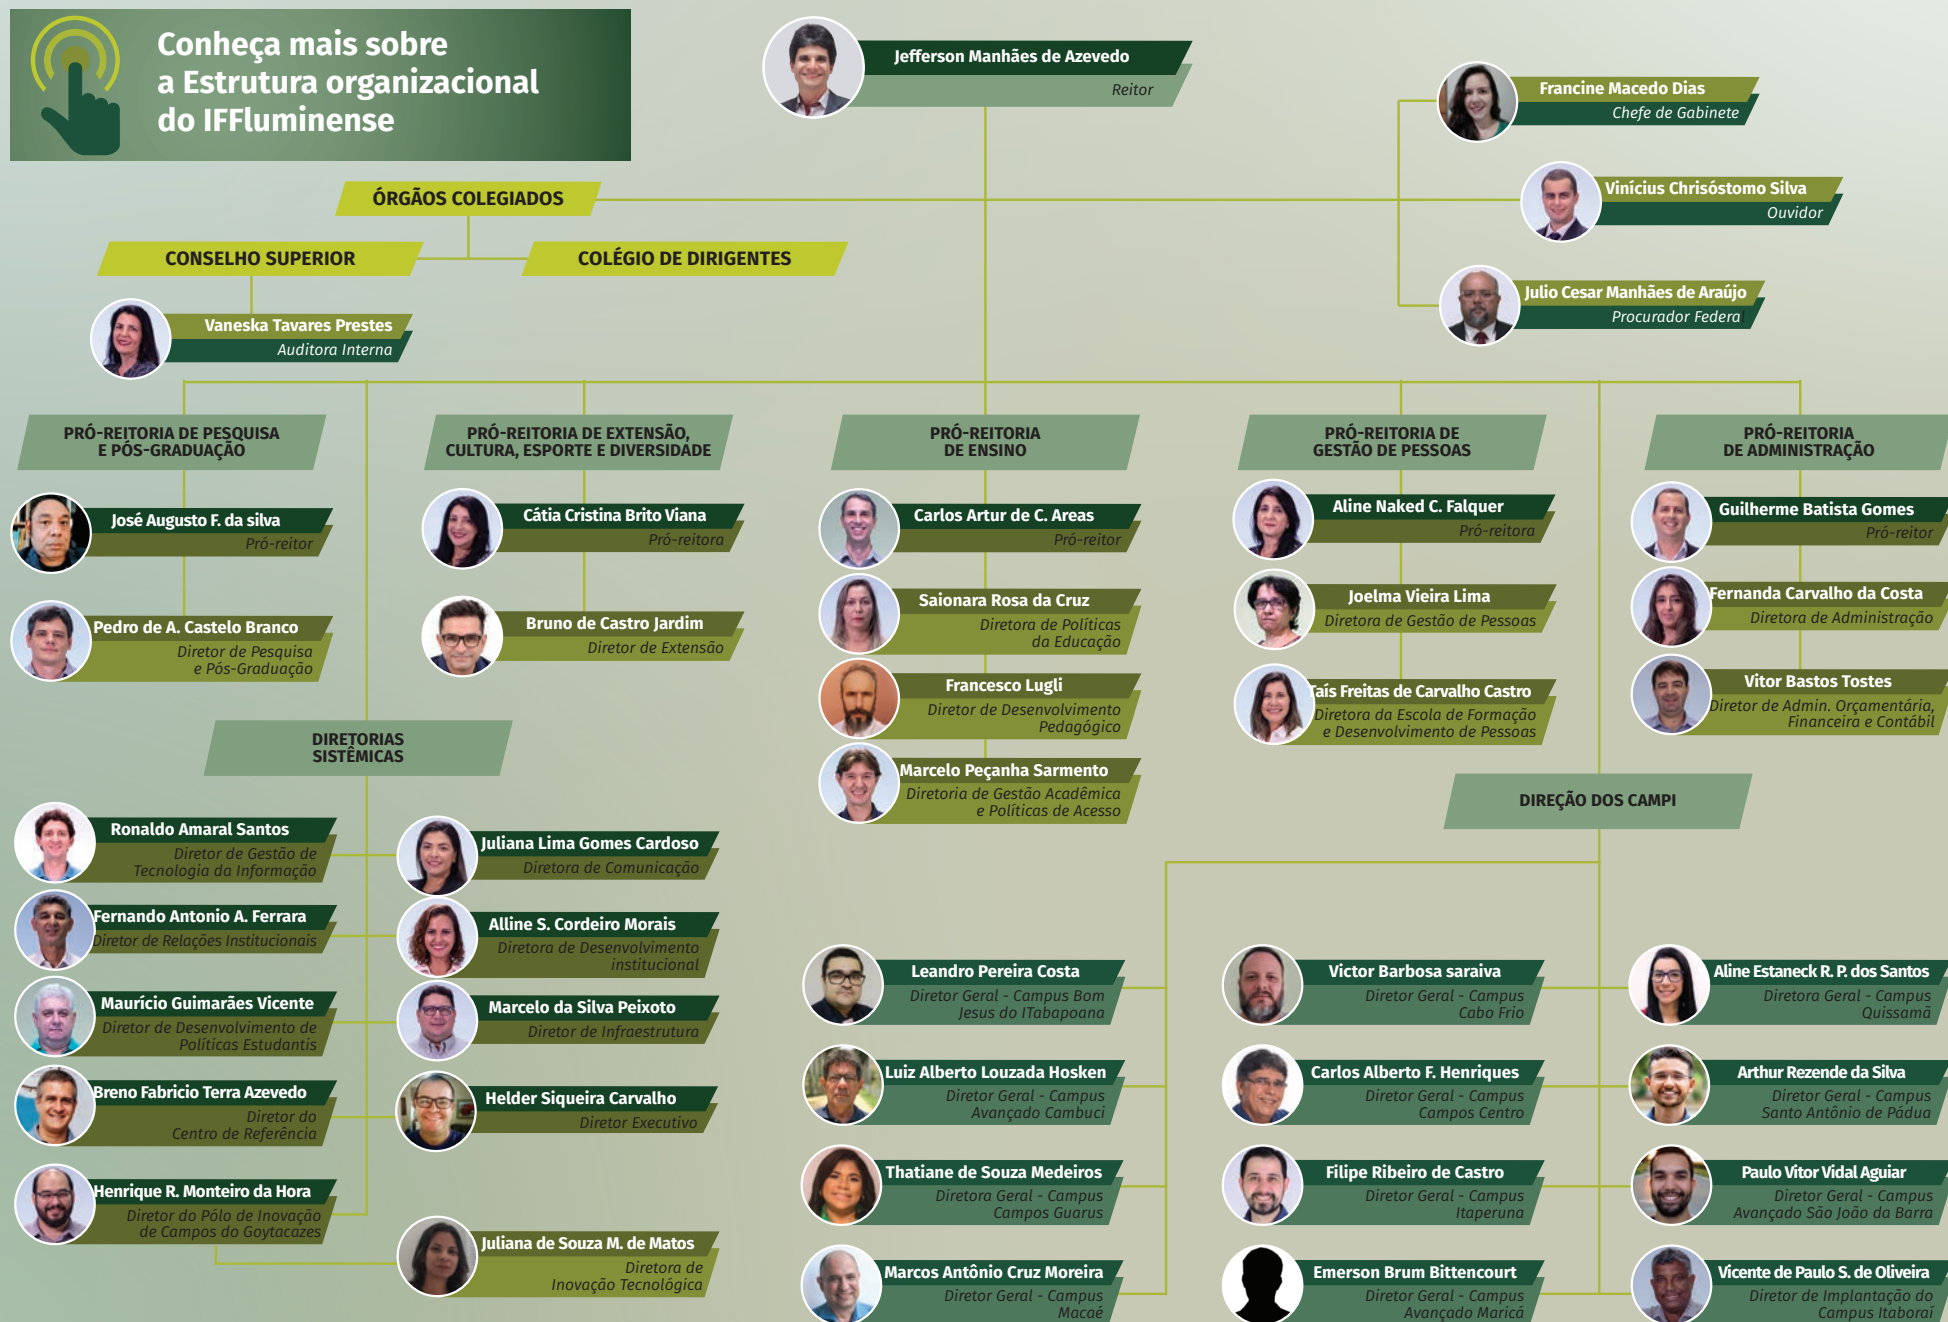 Conheça mais sobre
a Estrutura organizacional
do IFFluminense
Jefferson Manhães de Azevedo
Reitor
Francine Macedo Dias
Chefe de Gabinete
Vinícius Chrisóstomo Silva
Ouvidor
Julio Cesar Manhães de Araújo
Procurador Federal
ÓRGÃOS COLEGIADOS
CONSELHO SUPERIOR
COLÉGIO DE DIRIGENTES
Vaneska Tavares Prestes
Auditora Interna
PRÓ-REITORIA DE PESQUISA
E PÓS-GRADUAÇÃO
José Augusto F. da silva
Pró-reitor
Pedro de A. Castelo Branco
Diretor de Pesquisa
e Pós-Graduação
PRÓ-REITORIA DE EXTENSÃO,
CULTURA, ESPORTE E DIVERSIDADE
Cátia Cristina Brito Viana
Pró-reitora
Bruno de Castro Jardim
Diretor de Extensão
PRÓ-REITORIA
DE ENSINO
Carlos Artur de C. Areas
Pró-reitor
Saionara Rosa da Cruz
Diretora de Políticas
da Educação
Francesco Lugli
Diretor de Desenvolvimento
Pedagógico
Marcelo Peçanha Sarmento
Diretoria de Gestão Acadêmica
e Políticas de Acesso
PRÓ-REITORIA DE
GESTÃO DE PESSOAS
Aline Naked C. Falquer
Pró-reitora
Joelma Vieira Lima
Diretora de Gestão de Pessoas
Taís Freitas de Carvalho Castro
Diretora da Escola de Formação
e Desenvolvimento de Pessoas
PRÓ-REITORIA
DE ADMINISTRAÇÃO
Guilherme Batista Gomes
Pró-reitor
Fernanda Carvalho da Costa
Diretora de Administração
Vitor Bastos Tostes
Diretor de Admin. Orçamentária,
Financeira e Contábil
DIRETORIAS
SISTÊMICAS
Ronaldo Amaral Santos
Diretor de Gestão de
Tecnologia da Informação
Juliana Lima Gomes Cardoso
Diretora de Comunicação
Fernando Antonio A. Ferrara
Diretor de Relações Institucionais
Alline S. Cordeiro Morais
Diretora de Desenvolvimento
institucional
Maurício Guimarães Vicente
Diretor de Desenvolvimento de
Políticas Estudantis
Marcelo da Silva Peixoto
Diretor de Infraestrutura
Breno Fabricio Terra Azevedo
Diretor do
Centro de Referência
Helder Siqueira Carvalho
Diretor Executivo
Henrique R. Monteiro da Hora
Diretor do Pólo de Inovação
de Campos do Goytacazes
Juliana de Souza M. de Matos
Diretora de
Inovação Tecnológica
DIREÇÃO DOS CAMPI
Leandro Pereira Costa
Diretor Geral - Campus Bom
Jesus do ITabapoana
Victor Barbosa saraiva
Diretor Geral - Campus
Cabo Frio
Aline Estaneck R. P. dos Santos
Diretora Geral - Campus
Quissamã
Luiz Alberto Louzada Hosken
Diretor Geral - Campus
Avançado Cambuci
Carlos Alberto F. Henriques
Diretor Geral - Campus
Campos Centro
Arthur Rezende da Silva
Diretor Geral - Campus
Santo Antônio de Pádua
Thatiane de Souza Medeiros
Diretora Geral - Campus
Campos Guarus
Filipe Ribeiro de Castro
Diretor Geral - Campus
Itaperuna
Paulo Vitor Vidal Aguiar
Diretor Geral - Campus
Avançado São João da Barra
Marcos Antônio Cruz Moreira
Diretor Geral - Campus
Macaé
Emerson Brum Bittencourt
Diretor Geral - Campus
Avançado Maricá
Vicente de Paulo S. de Oliveira
Diretor de Implantação do
Campus Itaboraí